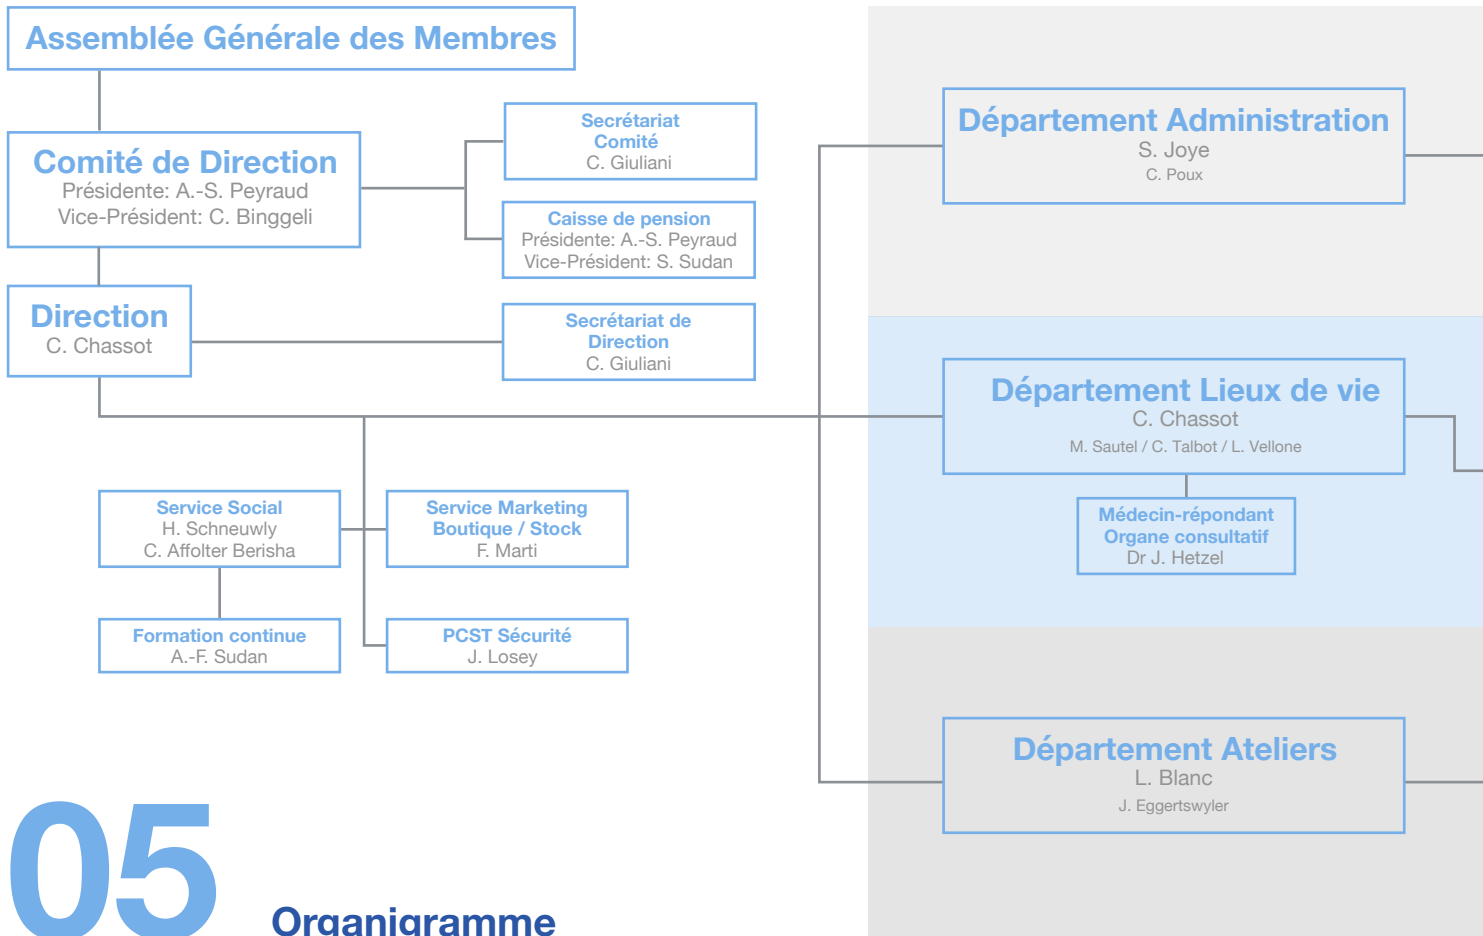 Assemblée Générale des Membres
Comité de Direction
Présidente: A.-S. Peyraud
Vice-Président: C. Binggeli
Secrétariat
Comité
C. Giuliani
Caisse de pension
Présidente: A.-S. Peyraud
Vice-Président: S. Sudan
Direction
C. Chassot
Secrétariat de
Direction
C. Giuliani
Service Social
H. Schneuwly
C. Affolter Berisha
Service Marketing
Boutique / Stock
F. Marti
Formation continue
A.-F. Sudan
PCST Sécurité
J. Losey
Département Administration
S. Joye
C. Poux
Département Lieux de vie
C. Chassot
M. Sautel / C. Talbot / L. Vellone
Médecin-répondant
Organe consultatif
Dr J. Hetzel
Département Ateliers
L. Blanc
J. Eggertswyler
05
Organigramme